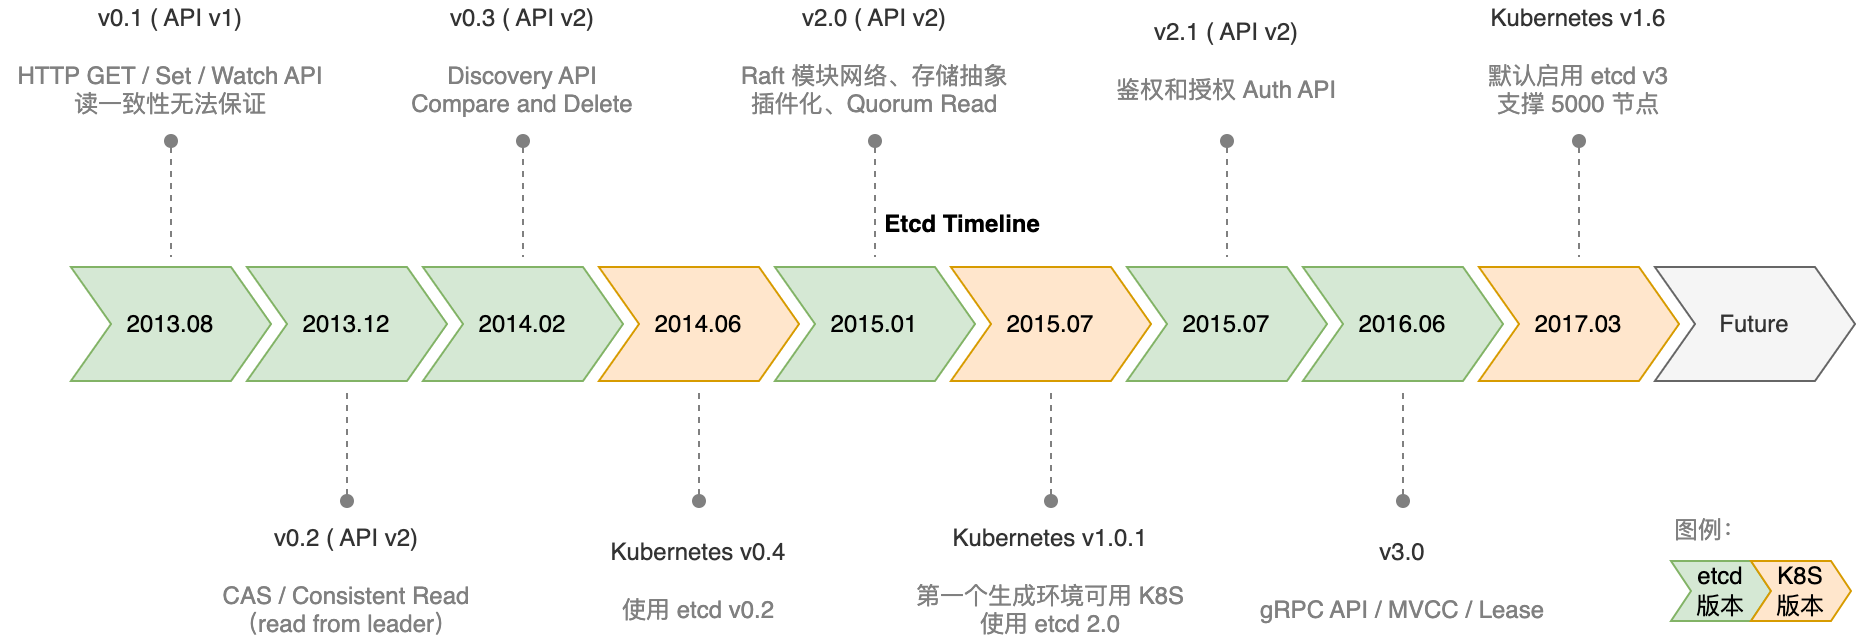 v0.1 ( API v1)
HTTP GET / Set / Watch API
读一致性无法保证
v0.3 ( API v2)
Discovery API
Compare and Delete
v2.0 ( API v2)
Raft 模块网络、存储抽象
插件化、Quorum Read
v2.1 ( API v2)
鉴权和授权 Auth API
Kubernetes v1.6
默认启用 etcd v3
支撑 5000 节点
Etcd Timeline
2013.08
2013.12
2014.02
2014.06
2015.01
2015.07
2015.07
2016.06
2017.03
Future
v0.2 ( API v2)
CAS / Consistent Read
（read from leader）
Kubernetes v0.4
使用 etcd v0.2
Kubernetes v1.0.1
第一个生成环境可用 K8S
使用 etcd 2.0
v3.0
gRPC API / MVCC / Lease
图例：
etcd
版本
K8S
版本